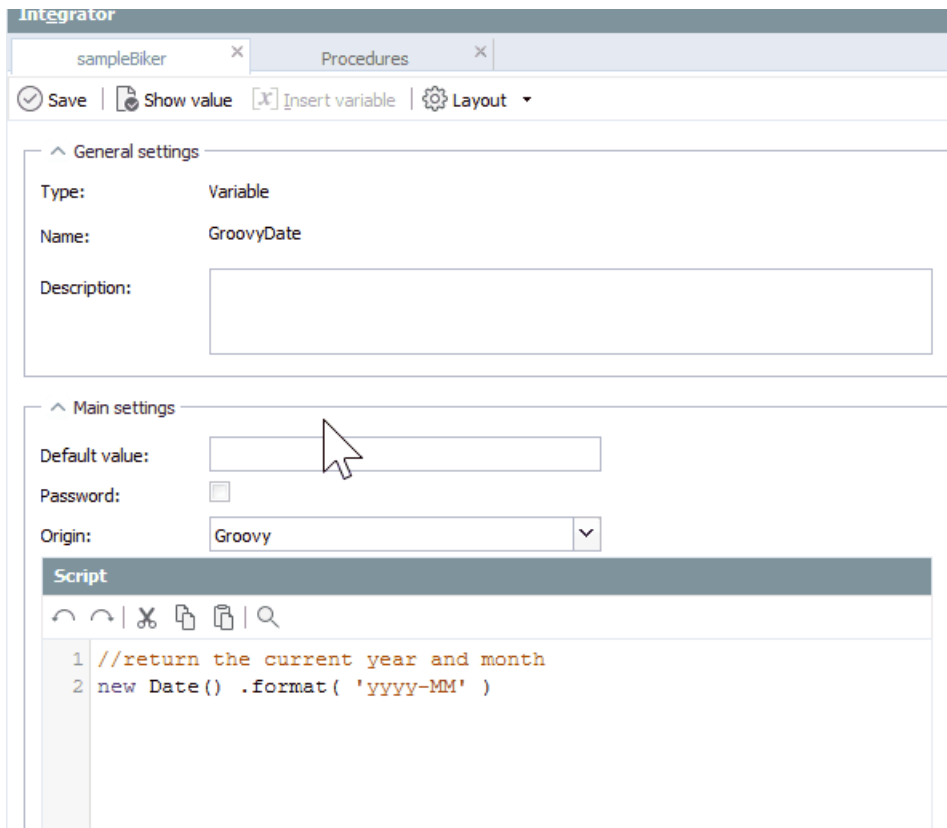 Integrator
sampleBiker Procedures
Save Show value [x] Insert variable Layout
General settings
Type: Variable
Name: GroovyDate
Description:
Main settings
Default value:
Password:
Origin: Groovy
Script
1 //return the current year and month
2 new Date() .format( 'yyyy-MM' )